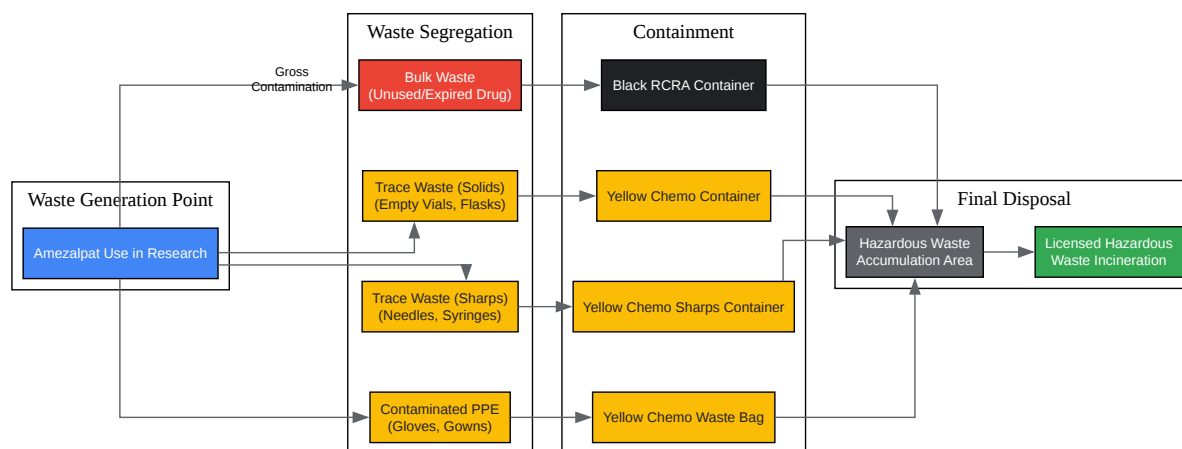 Waste Generation Point
Amezalpat Use in Research
Gross
Contamination
Waste Segregation
Bulk Waste
(Unused/Expired Drug)
Trace Waste (Solids)
(Empty Vials, Flasks)
Trace Waste (Sharps)
(Needles, Syringes)
Contaminated PPE
(Gloves, Gowns)
Containment
Black RCRA Container
Yellow Chemo Container
Yellow Chemo Sharps Container
Yellow Chemo Waste Bag
Final Disposal
Hazardous Waste
Accumulation Area
Licensed Hazardous
Waste Incineration